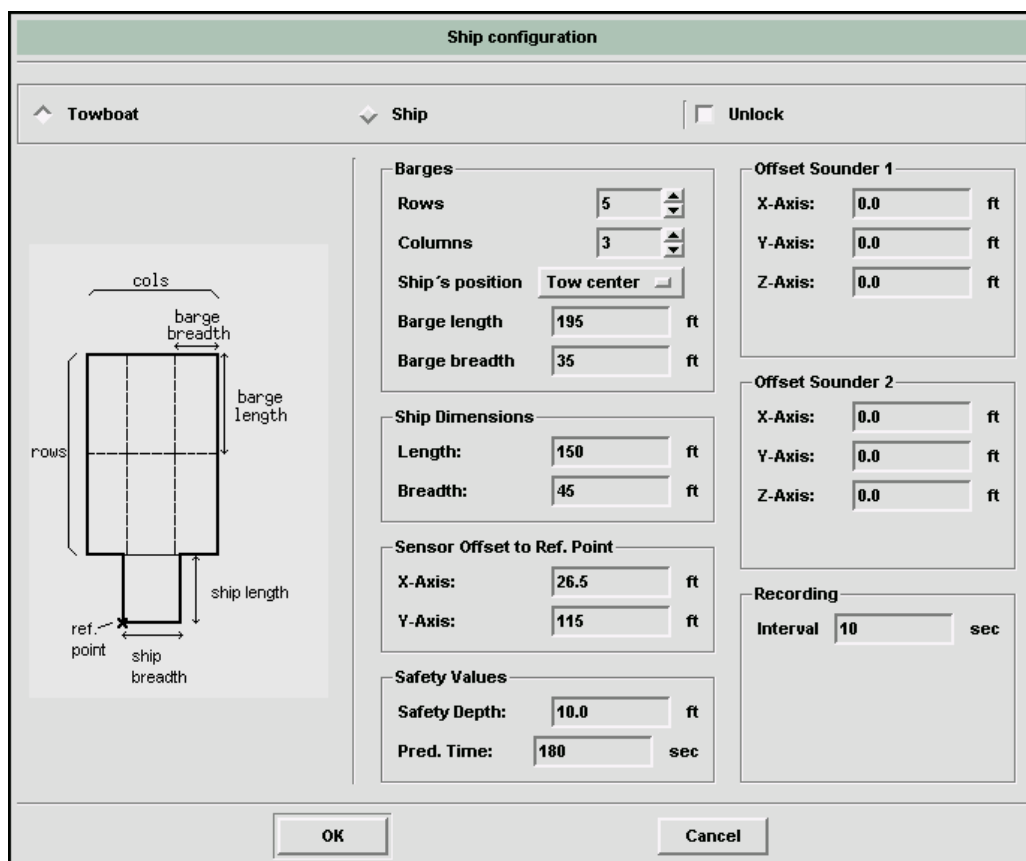 Ship configuration
Towboat
Ship
Unlock
cols
barge
breadth
barge
length
rows
ship length
ref.
point
ship
breadth
Barges
Rows 5
Columns 3
Ship´s position Tow center
Barge length 195 ft
Barge breadth 35 ft
Ship Dimensions
Length: 150 ft
Breadth: 45 ft
Sensor Offset to Ref. Point
X-Axis: 26.5 ft
Y-Axis: 115 ft
Safety Values
Safety Depth: 10.0 ft
Pred. Time: 180 sec
Offset Sounder 1
X-Axis: 0.0 ft
Y-Axis: 0.0 ft
Z-Axis: 0.0 ft
Offset Sounder 2
X-Axis: 0.0 ft
Y-Axis: 0.0 ft
Z-Axis: 0.0 ft
Recording
Interval 10 sec
OK
Cancel